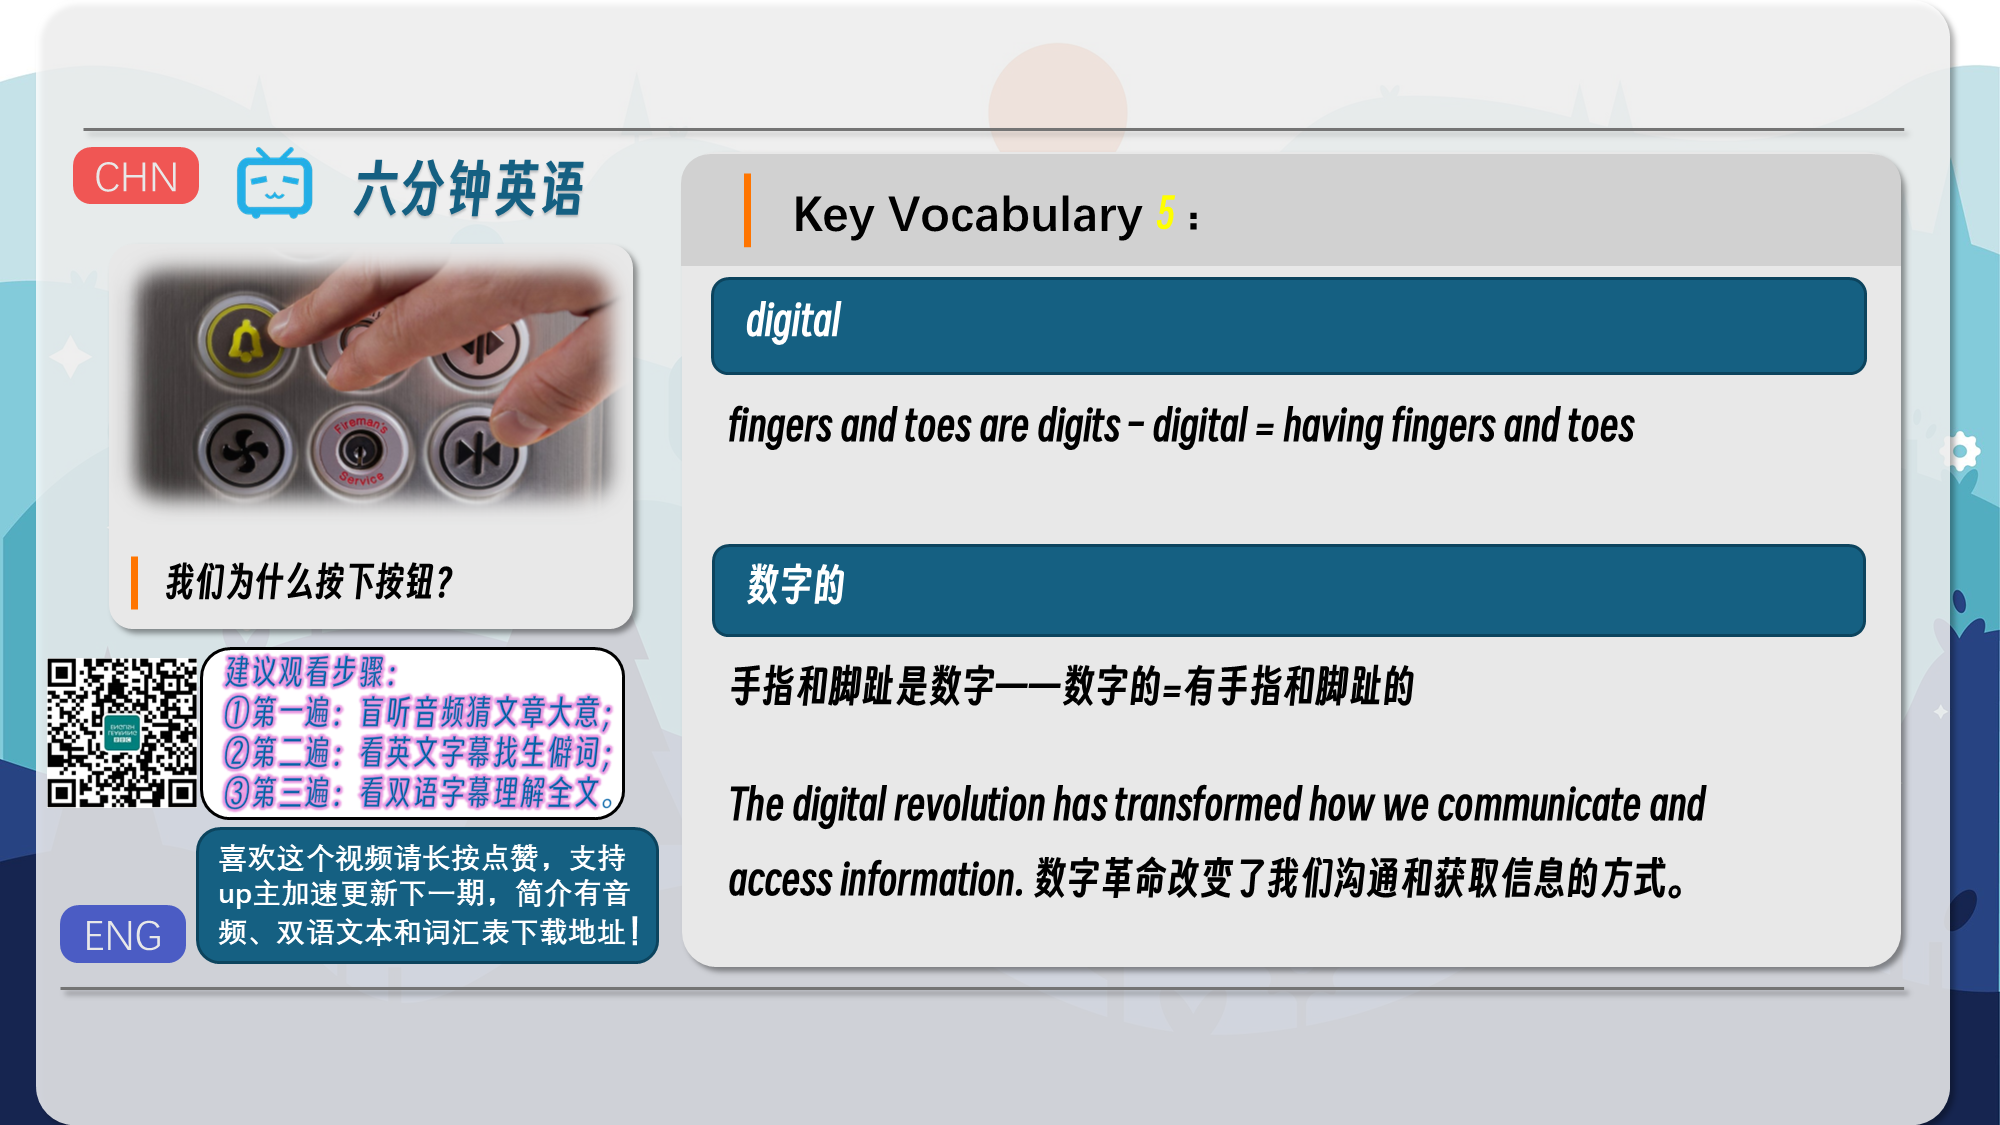 CHN
六分钟英语
Fireman's
Service
我们为什么按下按钮?
建议观看步骤:
①第一遍:盲听音频猜文章大意;
②第二遍:看英文字幕找生僻词;
③第三遍:看双语字幕理解全文。
喜欢这个视频请长按点赞，支持
up主加速更新下一期，简介有音
频、双语文本和词汇表下载地址!
ENG
Key Vocabulary 5 :
digital
fingers and toes are digits – digital = having fingers and toes
数字的
手指和脚趾是数字——数字的=有手指和脚趾的
The digital revolution has transformed how we communicate and
access information. 数字革命改变了我们沟通和获取信息的方式。